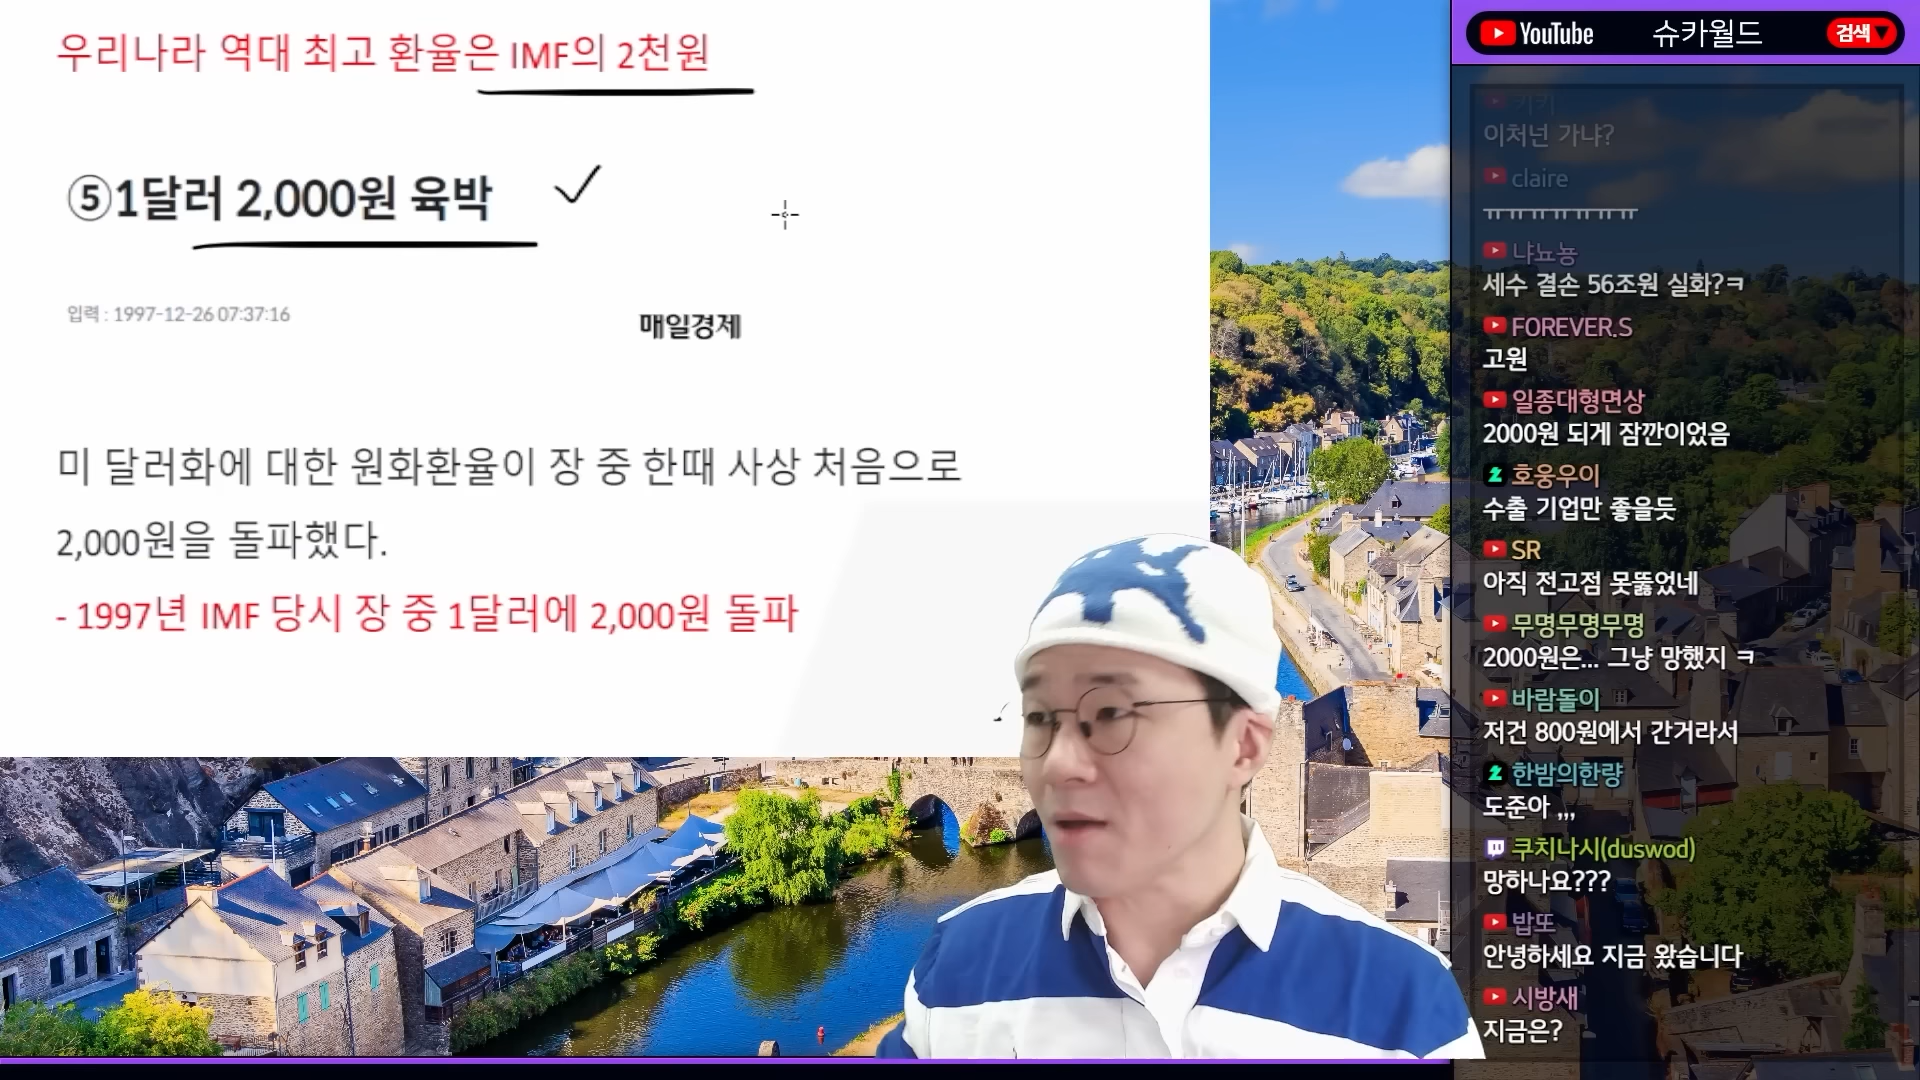 우리나라 역대 최고 환율은 IMF의 2천원
⑤1달러 2,000원 육박
입력 : 1997-12-26 07:37:16
매일경제
미 달러화에 대한 원화환율이 장 중 한때 사상 처음으로
2,000원을 돌파했다.
- 1997년 IMF 당시 장 중 1달러에 2,000원 돌파
YouTube 슈카월드 검색
키키
이처넌 가냐?
claire
ㅠㅠㅠㅠㅠㅠㅠㅠ
냐뇨뇽
세수 결손 56조원 실화?ㅋ
FOREVER.S
고원
일종대형면상
2000원 되게 잠깐이었음
호웅우이
수출 기업만 좋을듯
SR
아직 전고점 못뚫었네
무명무명무명
2000원은... 그냥 망했지 ㅋ
바람돌이
저건 800원에서 간거라서
한밤의한량
도준아 ,,,
쿠치나시(duswod)
망하나요???
밥또
안녕하세요 지금 왔습니다
시방새
지금은?